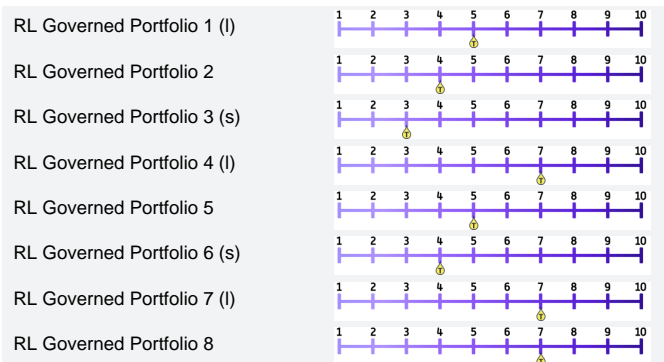 RL Governed Portfolio 1 (l) 1 2 3 4 5 6 7 8 9 10
T
RL Governed Portfolio 2 1 2 3 4 5 6 7 8 9 10
T
RL Governed Portfolio 3 (s) 1 2 3 4 5 6 7 8 9 10
T
RL Governed Portfolio 4 (l) 1 2 3 4 5 6 7 8 9 10
T
RL Governed Portfolio 5 1 2 3 4 5 6 7 8 9 10
T
RL Governed Portfolio 6 (s) 1 2 3 4 5 6 7 8 9 10
T
RL Governed Portfolio 7 (l) 1 2 3 4 5 6 7 8 9 10
T
RL Governed Portfolio 8 1 2 3 4 5 6 7 8 9 10
T